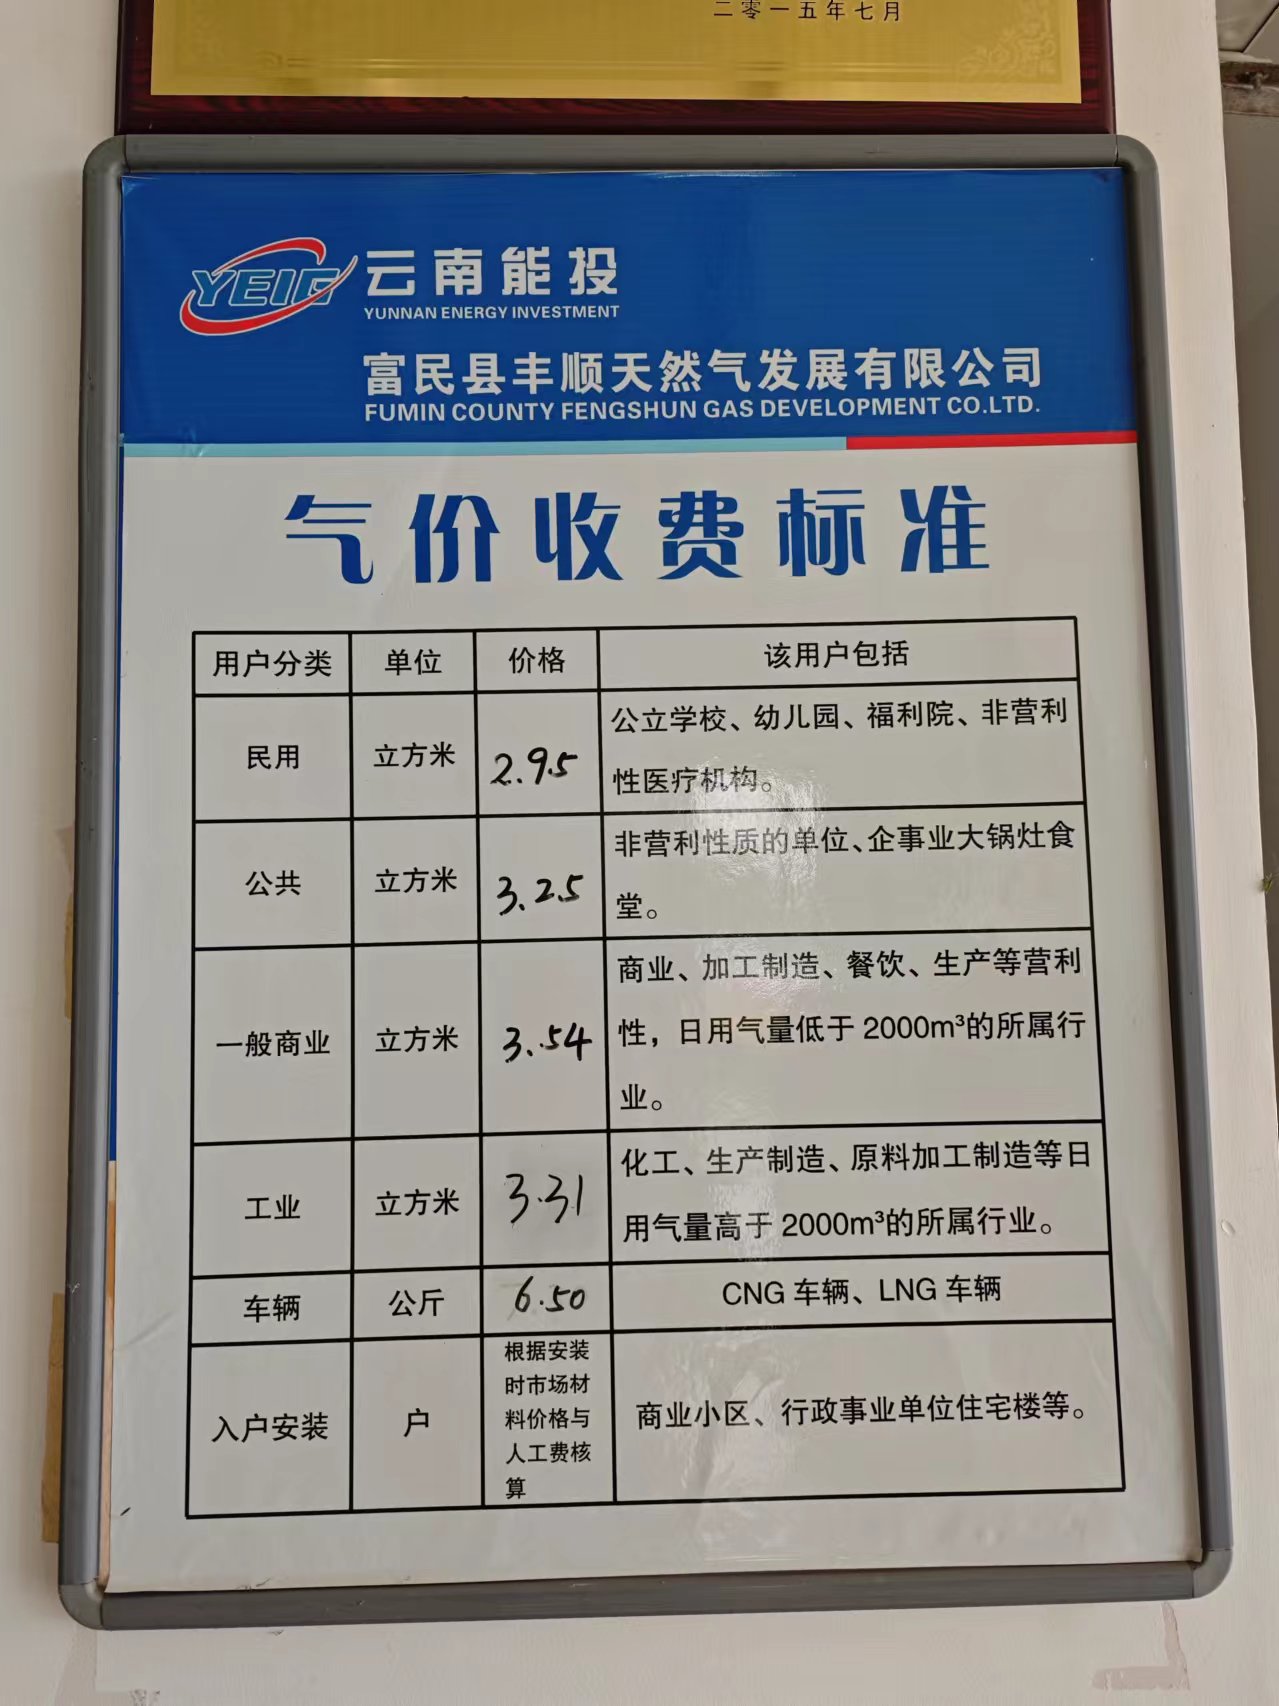 二零一五年七月
YEIG 云南能投
YUNNAN ENERGY INVESTMENT
富民县丰顺天然气发展有限公司
FUMIN COUNTY FENGSHUN GAS DEVELOPMENT CO.LTD.
气价收费标准
用户分类 单位 价格 该用户包括
民用 立方米 2.95 公立学校、幼儿园、福利院、非营利
性医疗机构。
公共 立方米 3.25 非营利性质的单位、企事业大锅灶食
堂。
一般商业 立方米 3.54 商业、加工制造、餐饮、生产等营利
性，日用气量低于 2000m³的所属行
业。
工业 立方米 3.31 化工、生产制造、原料加工制造等日
用气量高于 2000m³的所属行业。
车辆 公斤 6.50 CNG 车辆、LNG 车辆
入户安装 户 根据安装
时市场材
料价格与
人工费核
算
商业小区、行政事业单位住宅楼等。